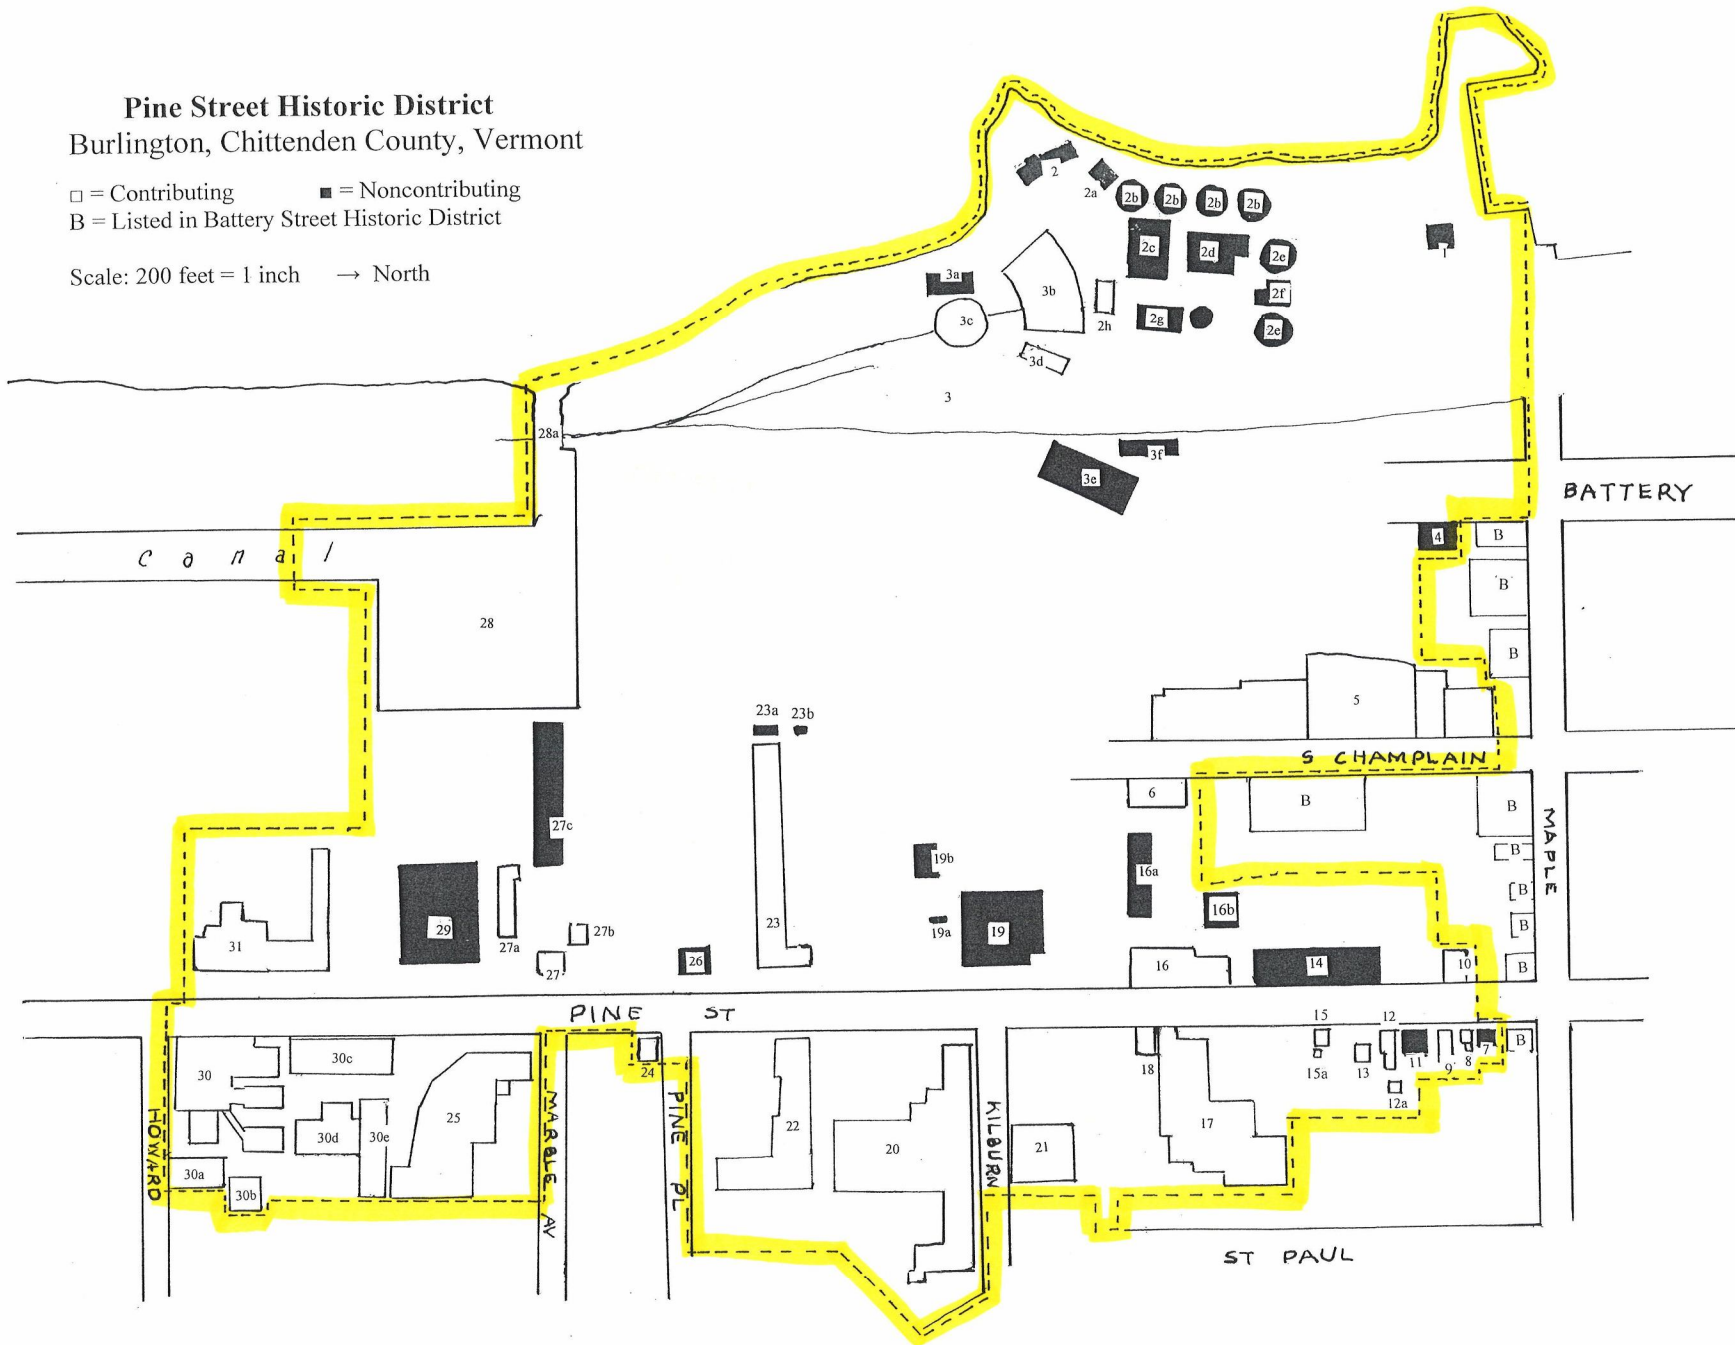 Pine Street Historic District
Burlington, Chittenden County, Vermont
□ = Contributing ■ = Noncontributing
B = Listed in Battery Street Historic District
Scale: 200 feet = 1 inch → North
2
2a
2b
2b
2b
2b
2c
2d
2e
1
3a
3b
2h
2f
3c
2g
2e
3d
3
28a
3f
3e
BATTERY
4
B
Canal
B
28
B
5
23a
23b
S CHAMPLAIN
6
B
B
MAPLE
27c
19b
16a
B
B
16b
31
29
27a
27b
23
19a
19
B
27
26
16
14
10
B
PINE ST
15
12
30
30c
24
18
15a
13
11
9
8
7
B
12a
HOWARD
25
MARBLE AV
PINE PL
22
20
KILBURN
21
17
30d
30e
30a
30b
ST PAUL